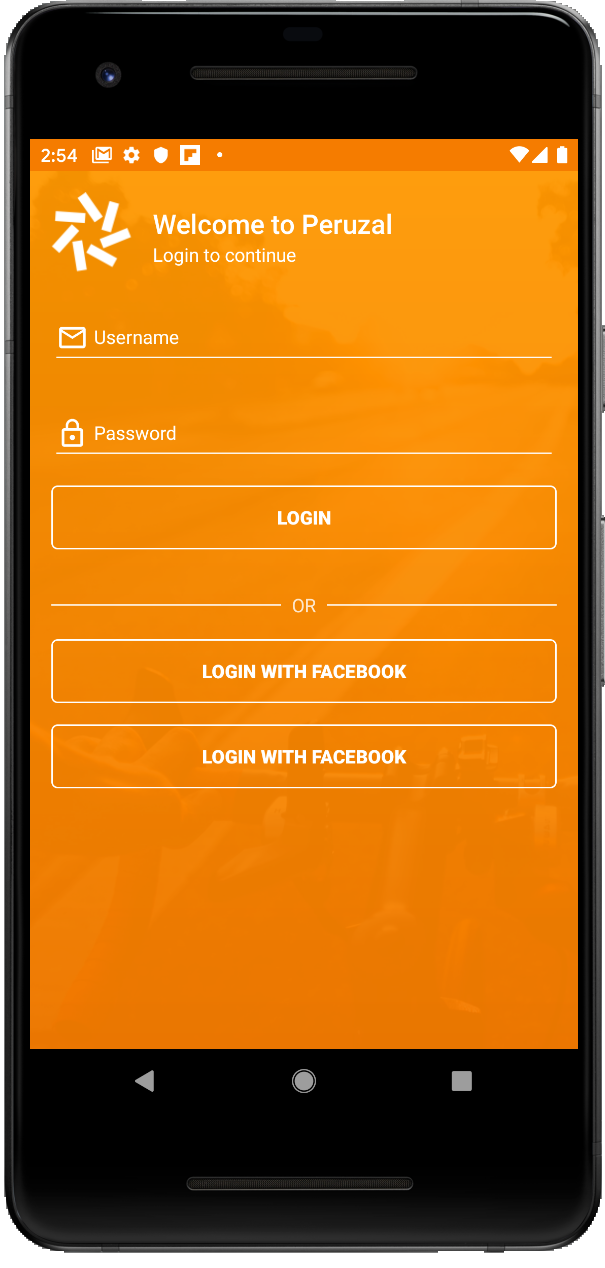 2:54
Welcome to Peruzal
Login to continue
Username
Password
LOGIN
OR
LOGIN WITH FACEBOOK
LOGIN WITH FACEBOOK